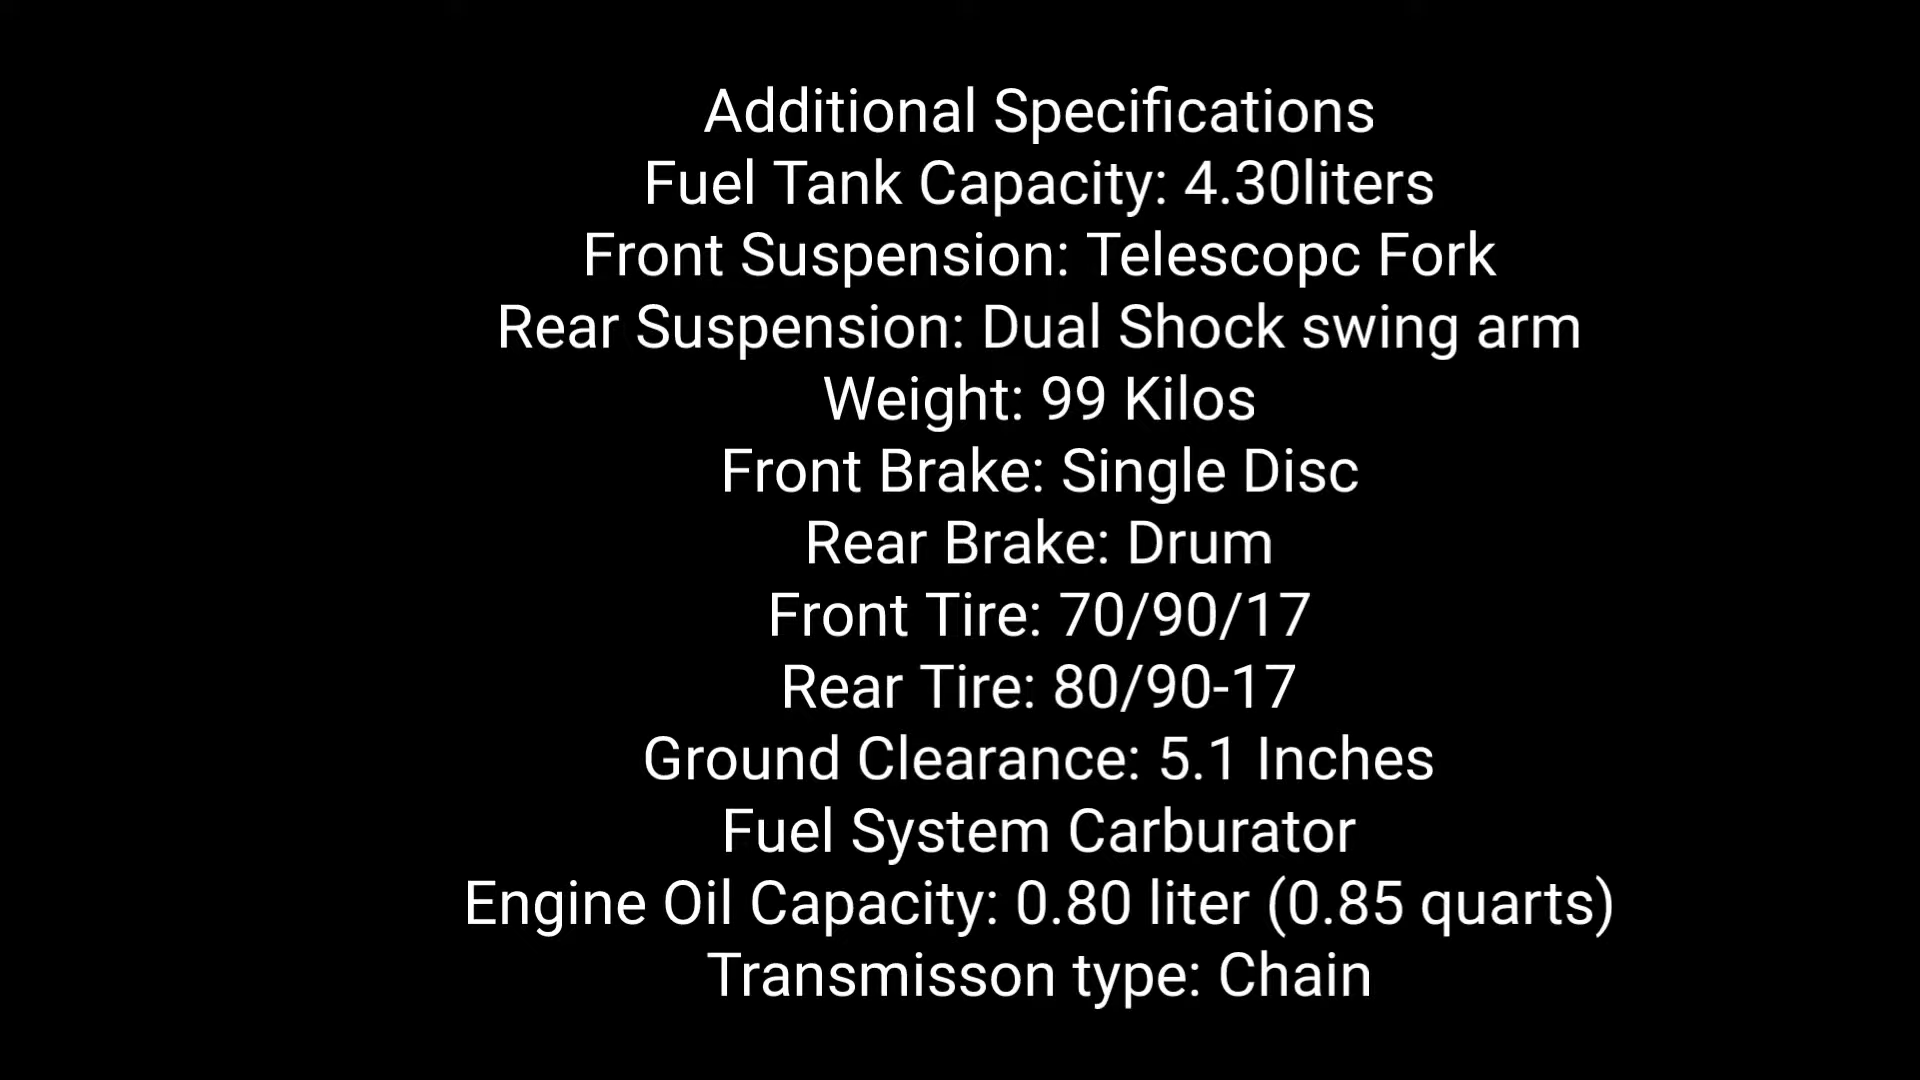 Additional Specifications
Fuel Tank Capacity: 4.30liters
Front Suspension: Telescopc Fork
Rear Suspension: Dual Shock swing arm
Weight: 99 Kilos
Front Brake: Single Disc
Rear Brake: Drum
Front Tire: 70/90/17
Rear Tire: 80/90-17
Ground Clearance: 5.1 Inches
Fuel System Carburator
Engine Oil Capacity: 0.80 liter (0.85 quarts)
Transmisson type: Chain